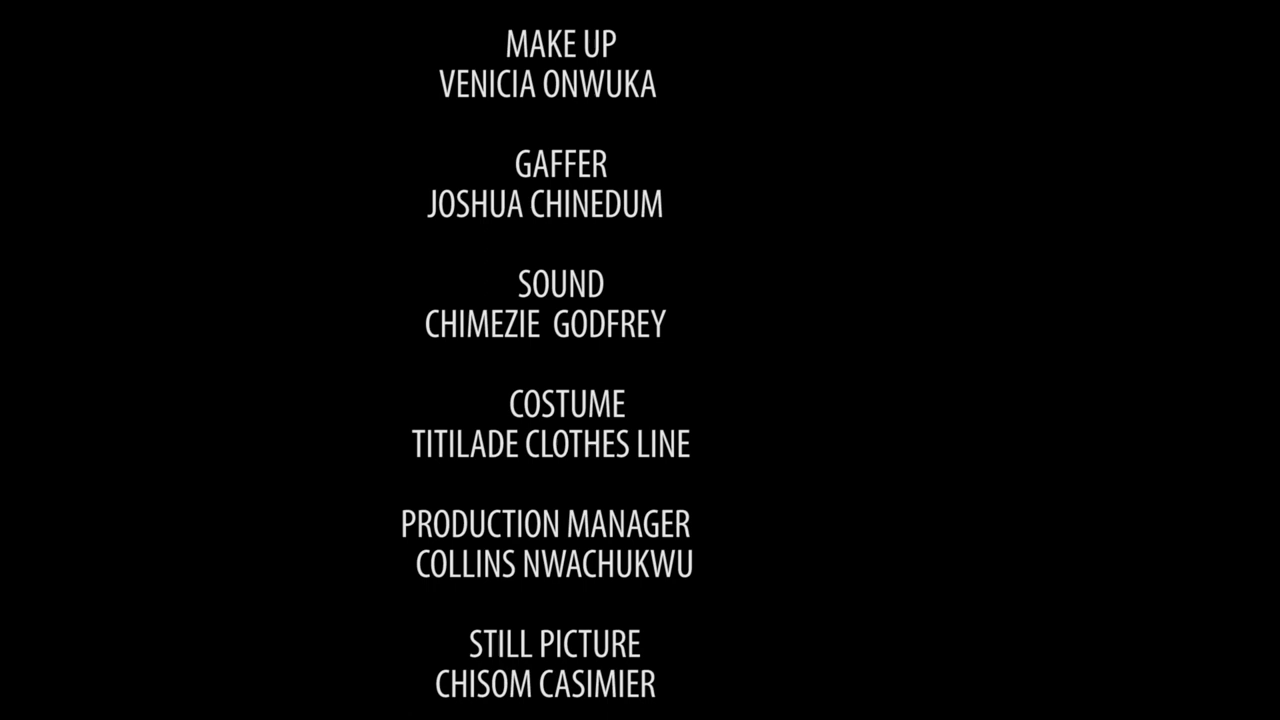 MAKE UP
VENICIA ONWUKA
GAFFER
JOSHUA CHINEDUM
SOUND
CHIMEZIE  GODFREY
COSTUME
TITILADE CLOTHES LINE
PRODUCTION MANAGER
COLLINS NWACHUKWU
STILL PICTURE
CHISOM CASIMIER